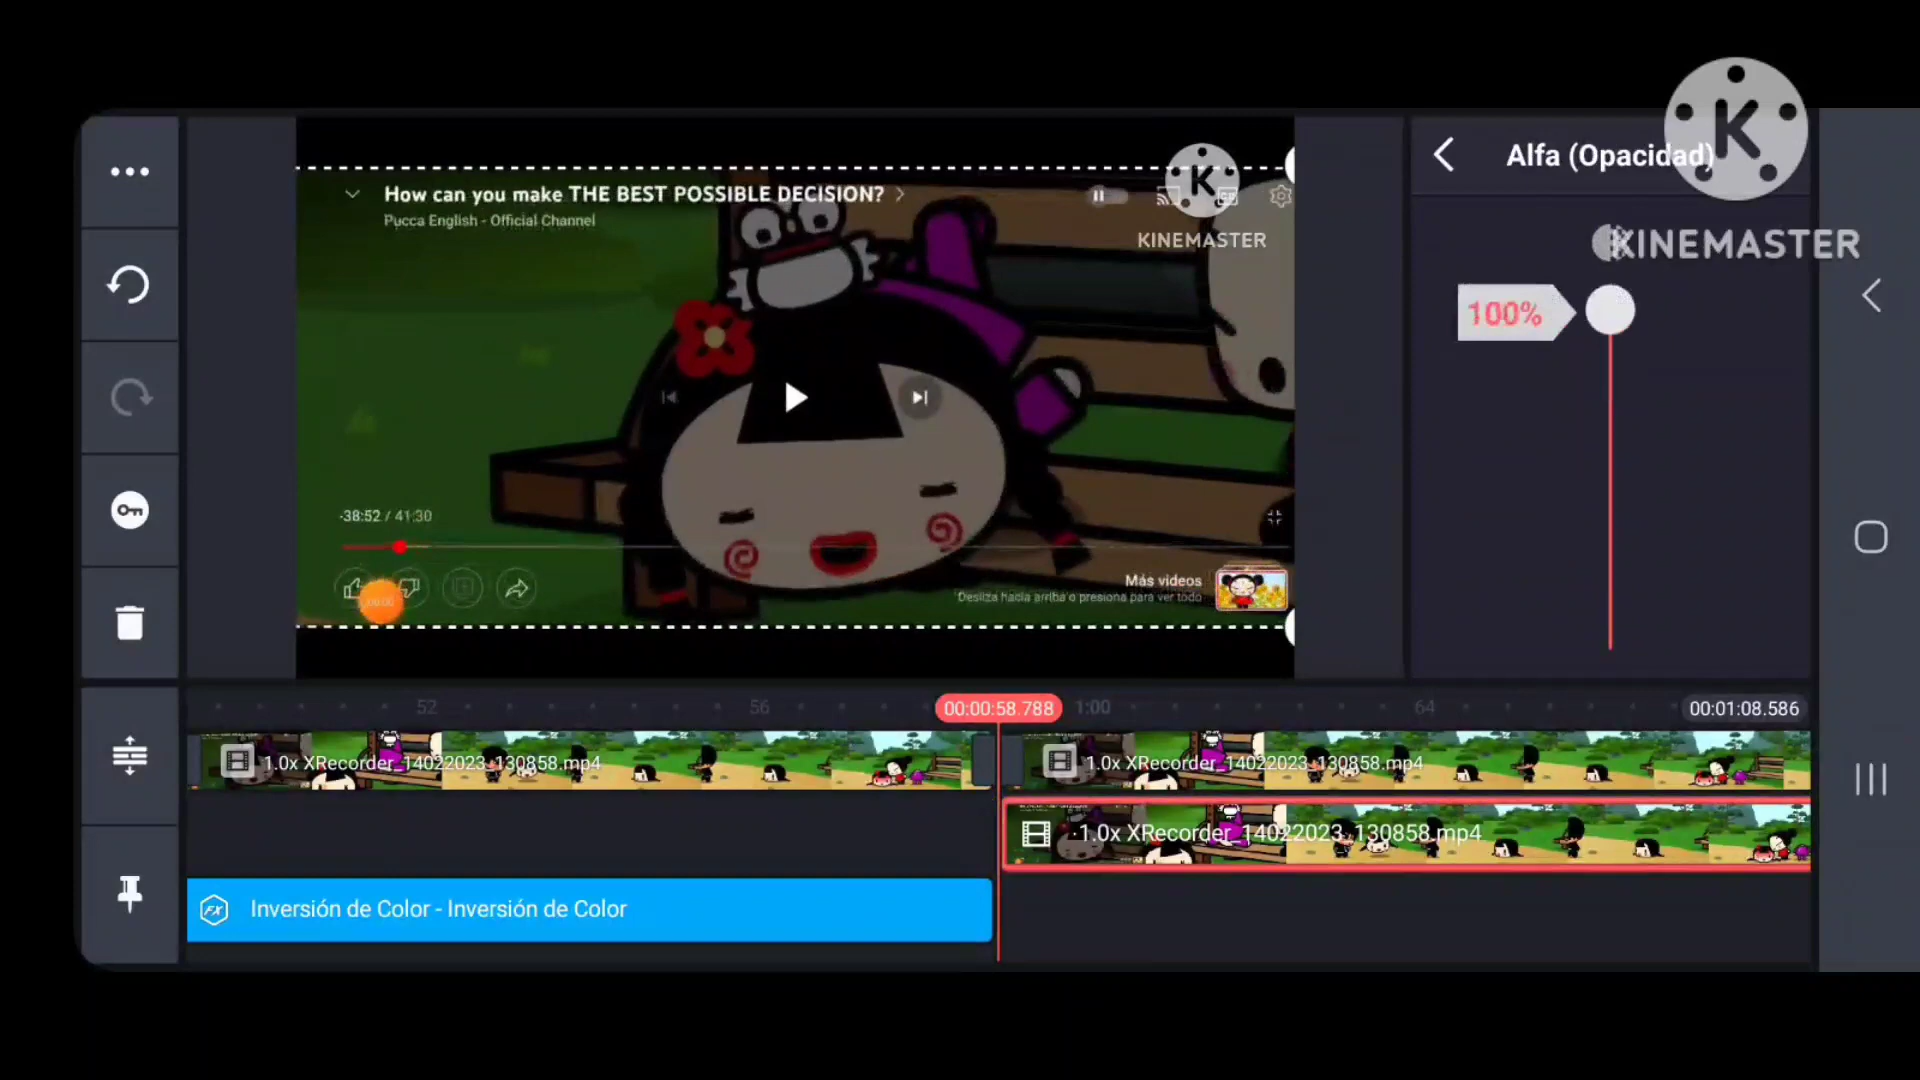 Alfa (Opacidad)
K
KINEMASTER
100%
How can you make THE BEST POSSIBLE DECISION?
Pucca English - Official Channel
K
KINEMASTER
-38:52 / 41:30
Más videos
Desliza hacia arriba o presiona para ver todo
52
56
00:00:58.788
1:00
64
00:01:08.586
1.0x XRecorder_14022023_130858.mp4
1.0x XRecorder_14022023_130858.mp4
1.0x XRecorder_14022023_130858.mp4
FX
Inversión de Color - Inversión de Color